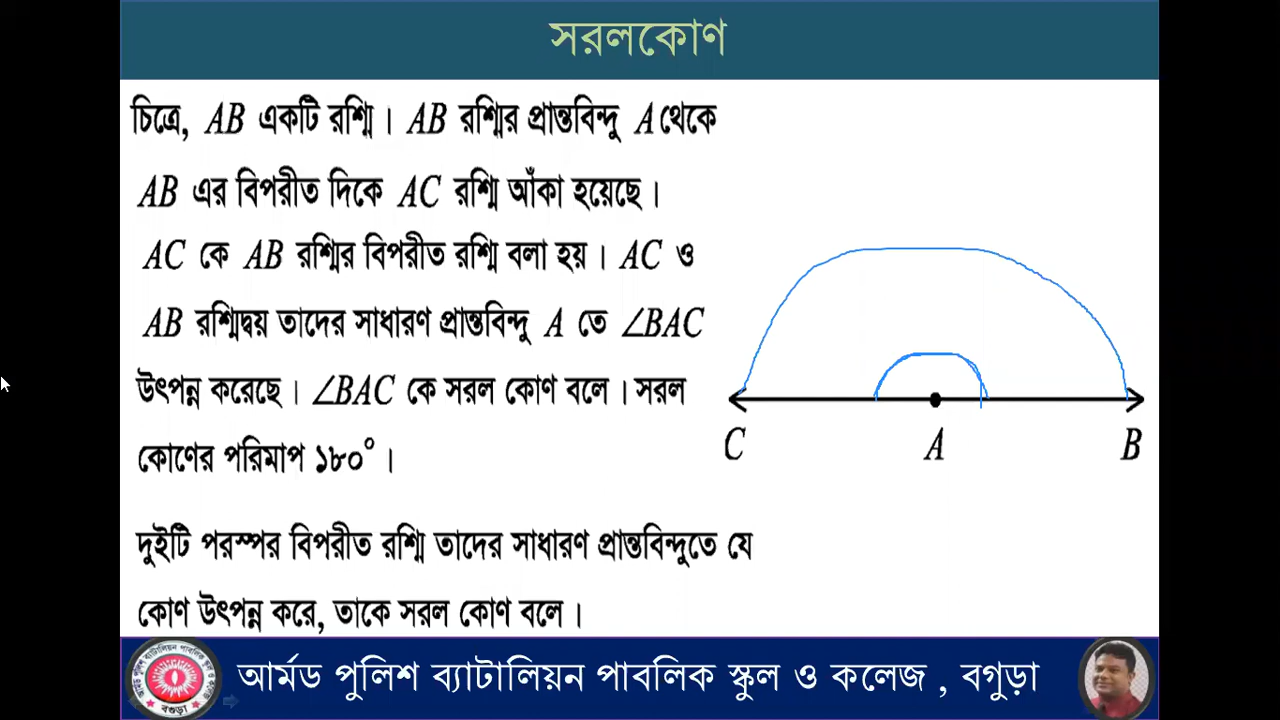 সরলকোণ
চিত্রে, AB একটি রশ্মি। AB রশ্মির প্রান্তবিন্দু A থেকে
AB এর বিপরীত দিকে AC রশ্মি আঁকা হয়েছে।
AC কে AB রশ্মির বিপরীত রশ্মি বলা হয়। AC ও
AB রশ্মিদ্বয় তাদের সাধারণ প্রান্তবিন্দু A তে ∠BAC
উৎপন্ন করেছে। ∠BAC কে সরল কোণ বলে। সরল
কোণের পরিমাপ ১৮০°।
C A B
দুইটি পরস্পর বিপরীত রশ্মি তাদের সাধারণ প্রান্তবিন্দুতে যে
কোণ উৎপন্ন করে, তাকে সরল কোণ বলে।
আর্মড পুলিশ ব্যাটালিয়ন পাবলিক স্কুল ও কলেজ , বগুড়া
বগুড়া